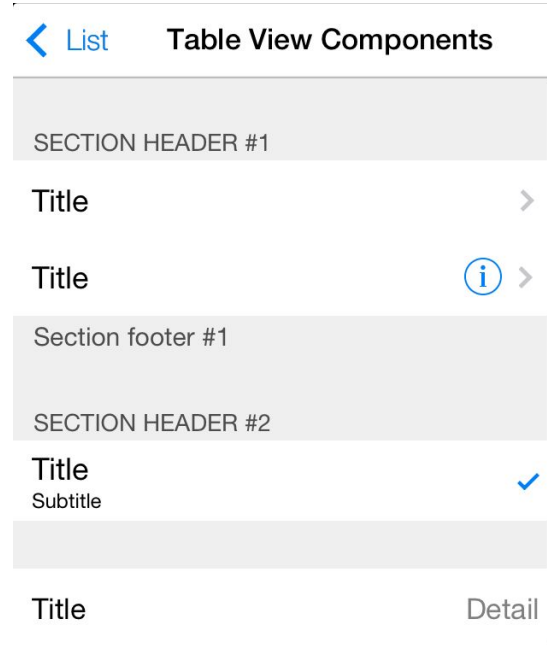 List Table View Components
SECTION HEADER #1
Title
Title i
Section footer #1
SECTION HEADER #2
Title
Subtitle
Title Detail